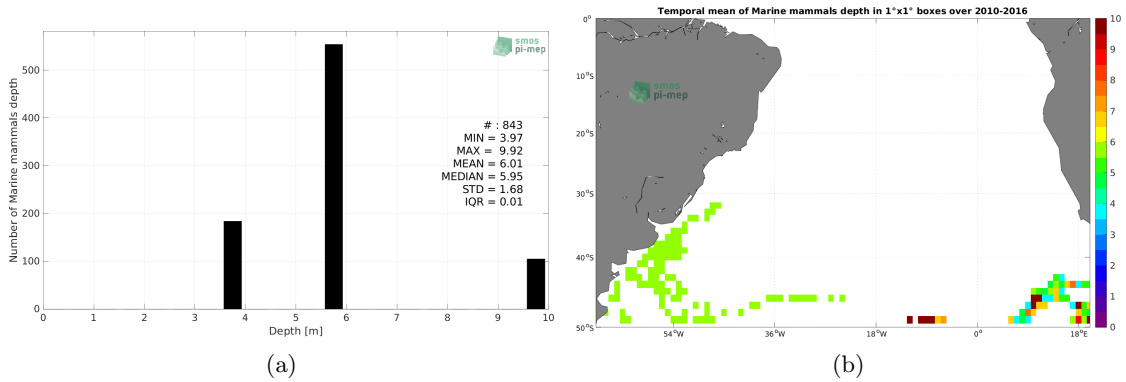 smos
pi-mep
Number of Marine mammals depth
500
400
300
200
100
0
# : 843
MIN = 3.97
MAX = 9.92
MEAN = 6.01
MEDIAN = 5.95
STD = 1.68
IQR = 0.01
0 1 2 3 4 5 6 7 8 9 10
Depth [m]
(a)
Temporal mean of Marine mammals depth in 1°x1° boxes over 2010-2016
smos
pi-mep
0°
10°S
20°S
30°S
40°S
50°S
54°W 36°W 18°W 0° 18°E
10
9
8
7
6
5
4
3
2
1
0
(b)